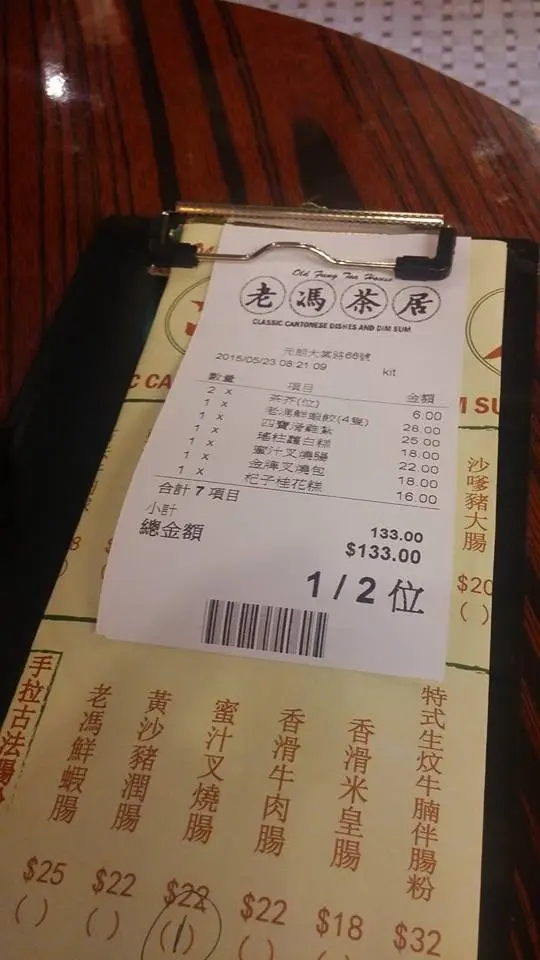 Old Fung Tea House
老馮茶居
CLASSIC CANTONESE DISHES AND DIM SUM
元朗大棠路66號
2015/05/23 08:21:09 kit
數量 項目 金額
2 x 茶芥(位) 6.00
1 x 老馮鮮蝦餃(4隻) 28.00
1 x 四寶滑雞紮 25.00
1 x 瑤柱蘿白糕 18.00
1 x 蜜汁叉燒腸 22.00
1 x 金牌叉燒包 18.00
1 x 杞子桂花糕 16.00
合計 7 項目
小計 133.00
總金額 $133.00
1 / 2 位
C CA
M SU
沙嗲豬大腸
$20
( )
手拉古法腸粉
老馮鮮蝦腸
$25
( )
黃沙豬潤腸
$22
( )
蜜汁叉燒腸
$22
( )
香滑牛肉腸
$22
( )
香滑米皇腸
$18
( )
特式生炆牛腩伴腸粉
$32